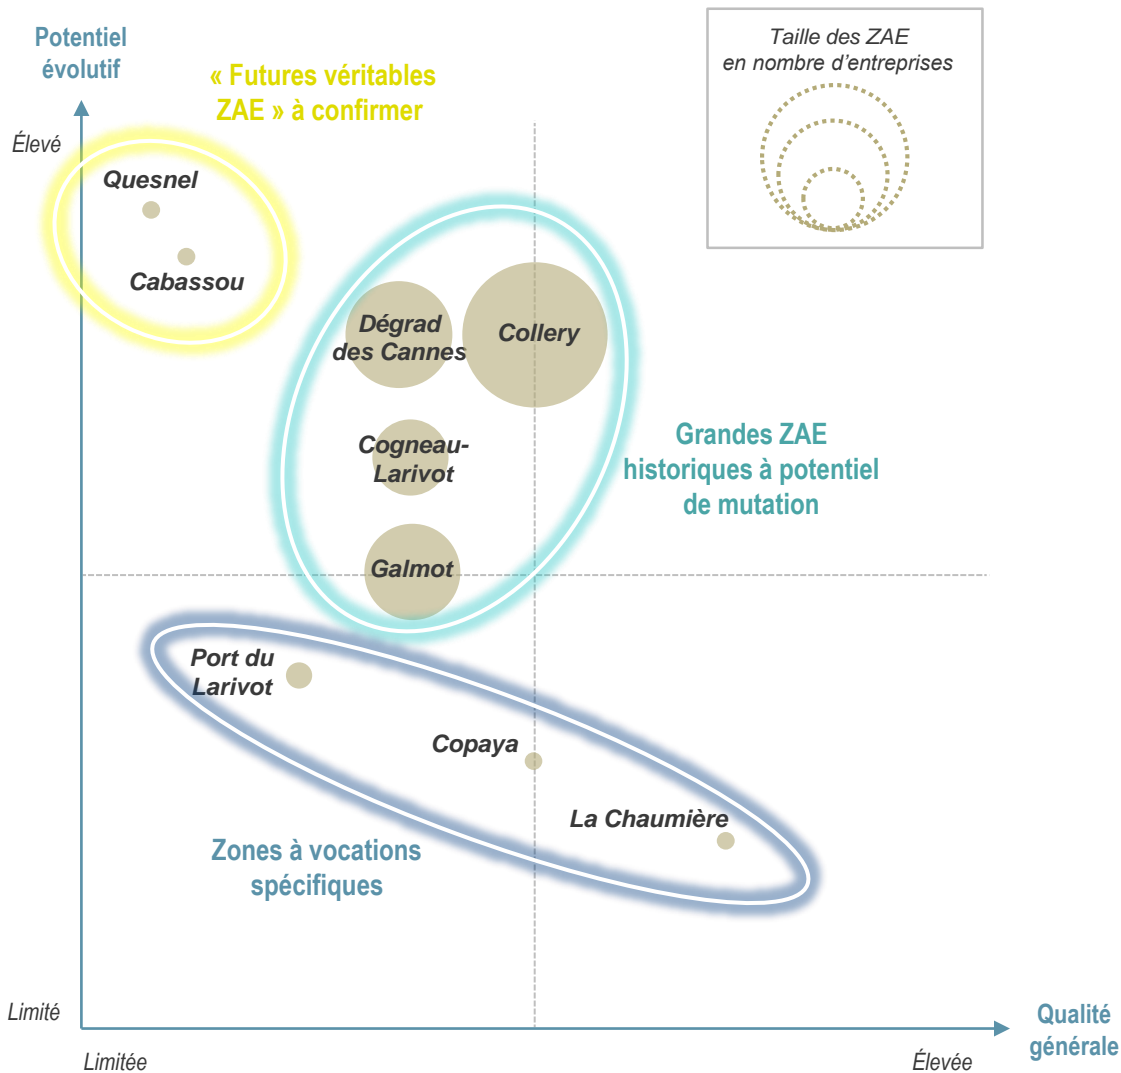 Potentiel
évolutif
« Futures véritables
ZAE » à confirmer
Taille des ZAE
en nombre d’entreprises
Élevé
Quesnel
Cabassou
Dégrad
des Cannes
Collery
Cogneau-
Larivot
Grandes ZAE
historiques à potentiel
de mutation
Galmot
Port du
Larivot
Copaya
La Chaumière
Zones à vocations
spécifiques
Limité
Qualité
générale
Limitée
Élevée